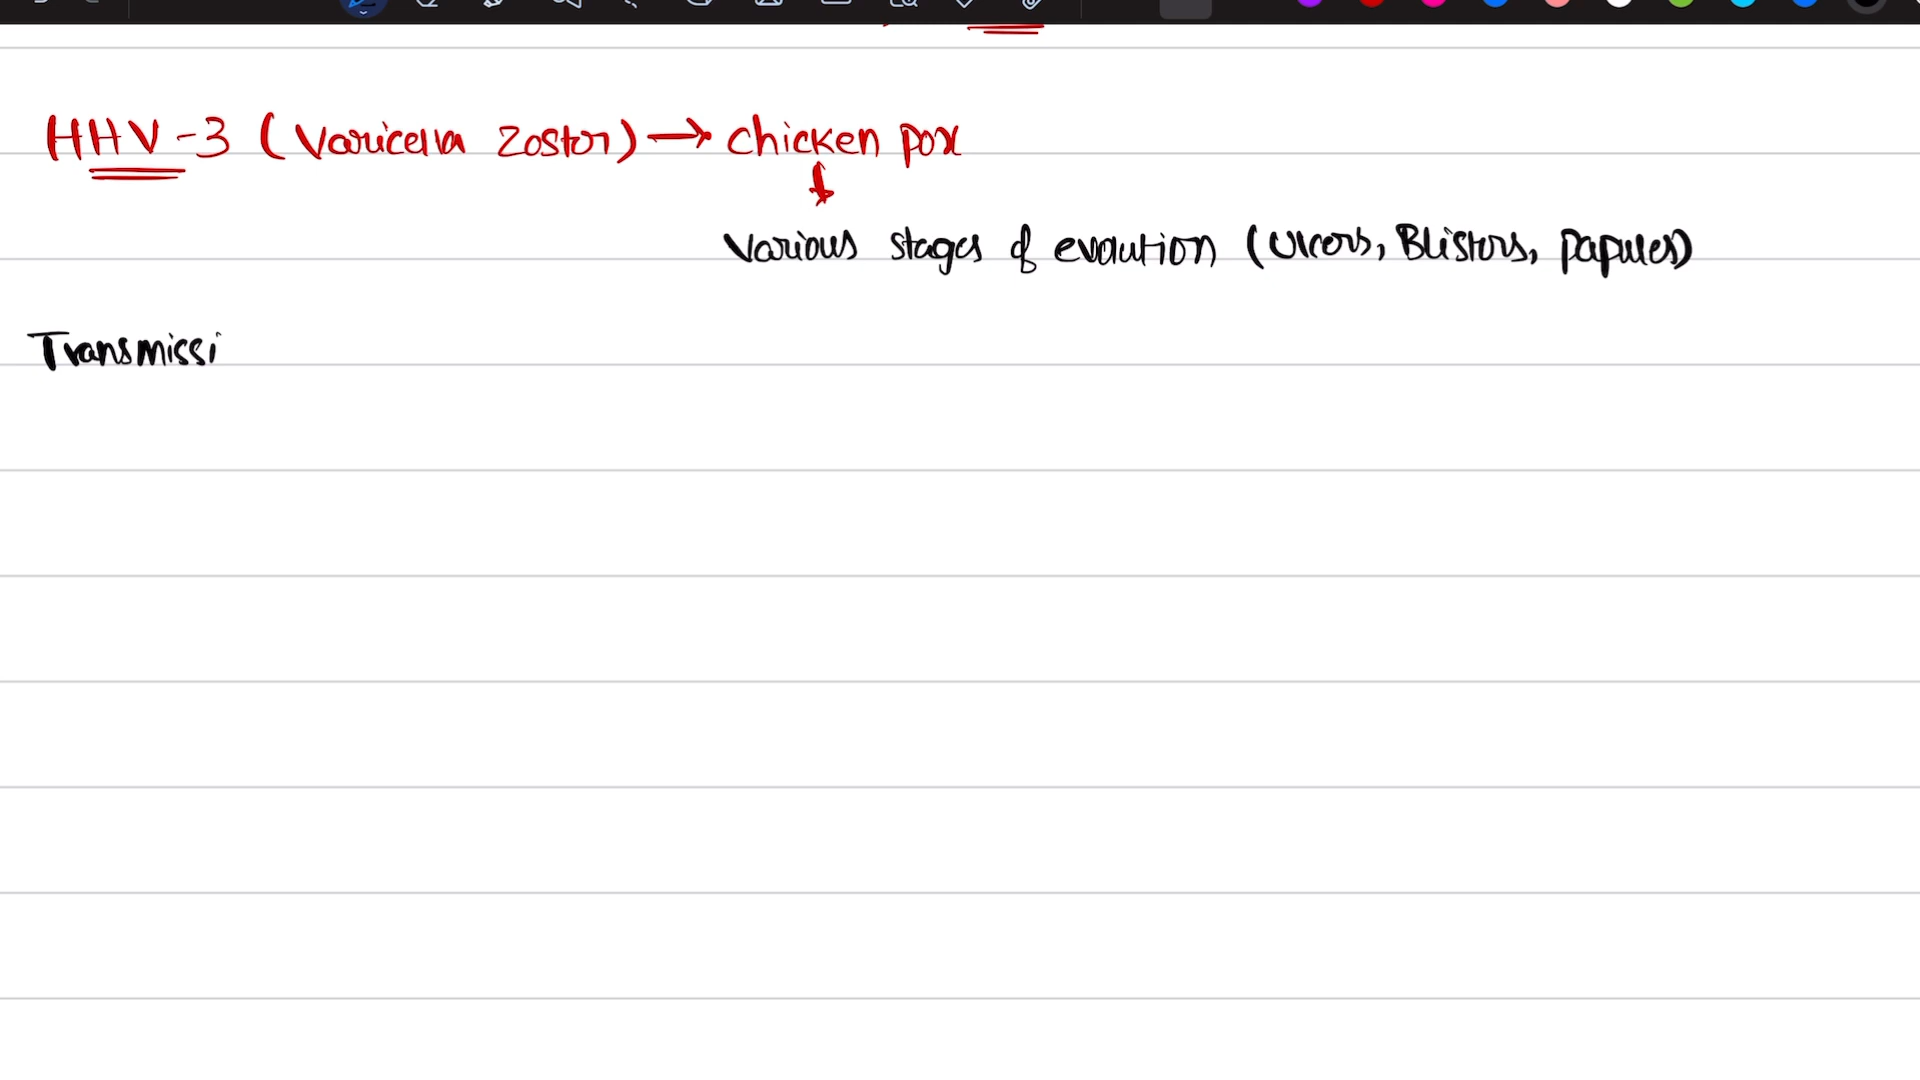 HHV-3 (Varicella Zoster) → Chicken pox
Various stages of evolution (Ulcers, Blisters, papules)
Transmissi